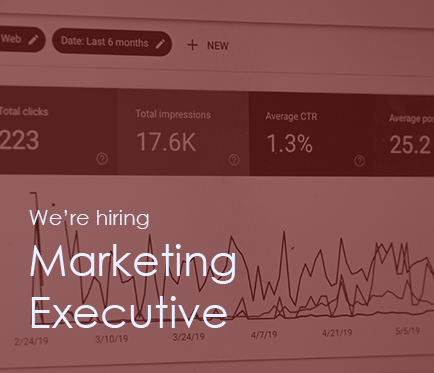 Web Date: Last 6 months + NEW
Total clicks Total impressions Average CTR Average pos
223 17.6K 1.3% 25.2
We're hiring
Marketing
Executive
2/24/19 3/10/19 3/24/19 4/7/19 4/21/19 5/5/19